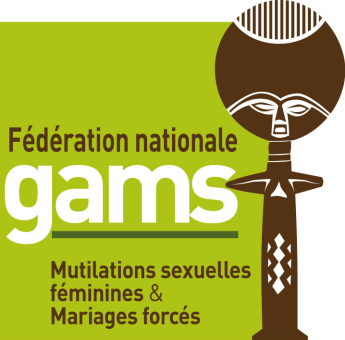 Fédération nationale
gams
Mutilations sexuelles
féminines &
Mariages forcés